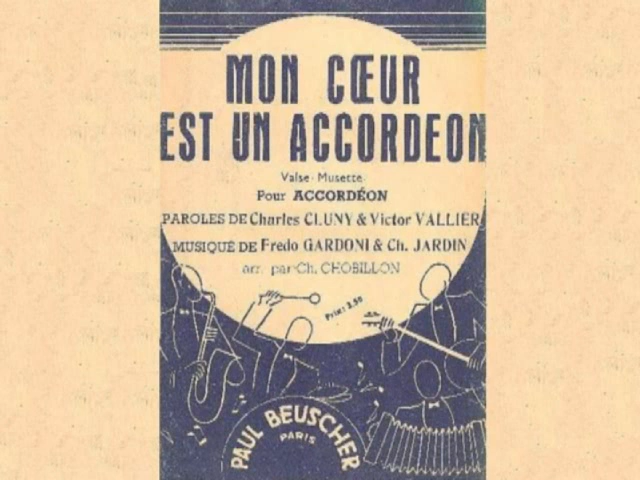 MON CŒUR
EST UN ACCORDEON
Valse-Musette
Pour ACCORDÉON
PAROLES DE Charles CLUNY & Victor VALLIER
MUSIQUE DE Fredo GARDONI & Ch. JARDIN
arr. par Ch. CHOBILLON
Prix: 3.50
PAUL BEUSCHER
PARIS